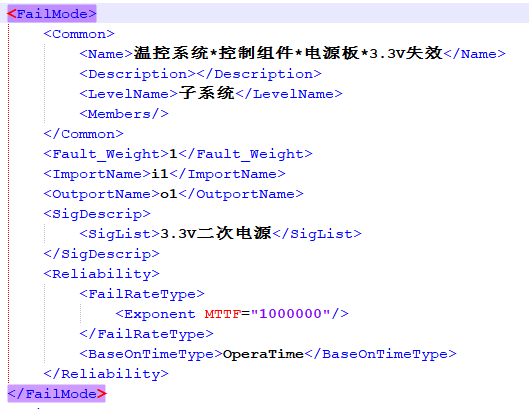 <FailMode>
<Common>
<Name>温控系统*控制组件*电源板*3.3V失效</Name>
<Description></Description>
<LevelName>子系统</LevelName>
<Members/>
</Common>
<Fault_Weight>1</Fault_Weight>
<ImportName>i1</ImportName>
<OutportName>o1</OutportName>
<SigDescrip>
<SigList>3.3V二次电源</SigList>
</SigDescrip>
<Reliability>
<FailRateType>
<Exponent MTTF="1000000"/>
</FailRateType>
<BaseOnTimeType>OperaTime</BaseOnTimeType>
</Reliability>
</FailMode>